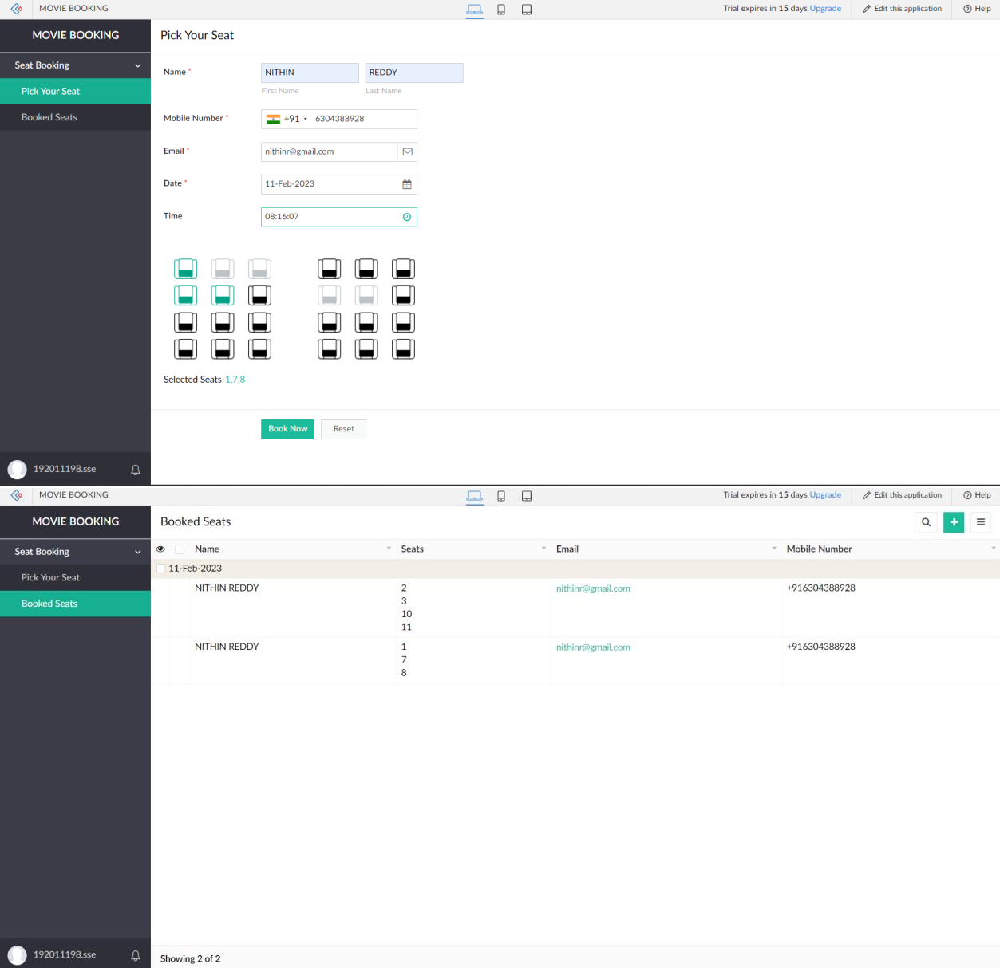 MOVIE BOOKING
Trial expires in 15 days Upgrade
Edit this application
Help
MOVIE BOOKING
Pick Your Seat
Seat Booking
Pick Your Seat
Booked Seats
Name *
NITHIN
REDDY
First Name
Last Name
Mobile Number *
+91
6304388928
Email *
nithinr@gmail.com
Date *
11-Feb-2023
Time
08:16:07
Selected Seats-1,7,8
Book Now
Reset
192011198.sse
MOVIE BOOKING
Trial expires in 15 days Upgrade
Edit this application
Help
MOVIE BOOKING
Booked Seats
Seat Booking
Pick Your Seat
Booked Seats
Name
Seats
Email
Mobile Number
11-Feb-2023
NITHIN REDDY
2
3
10
11
nithinr@gmail.com
+916304388928
NITHIN REDDY
1
7
8
nithinr@gmail.com
+916304388928
192011198.sse
Showing 2 of 2